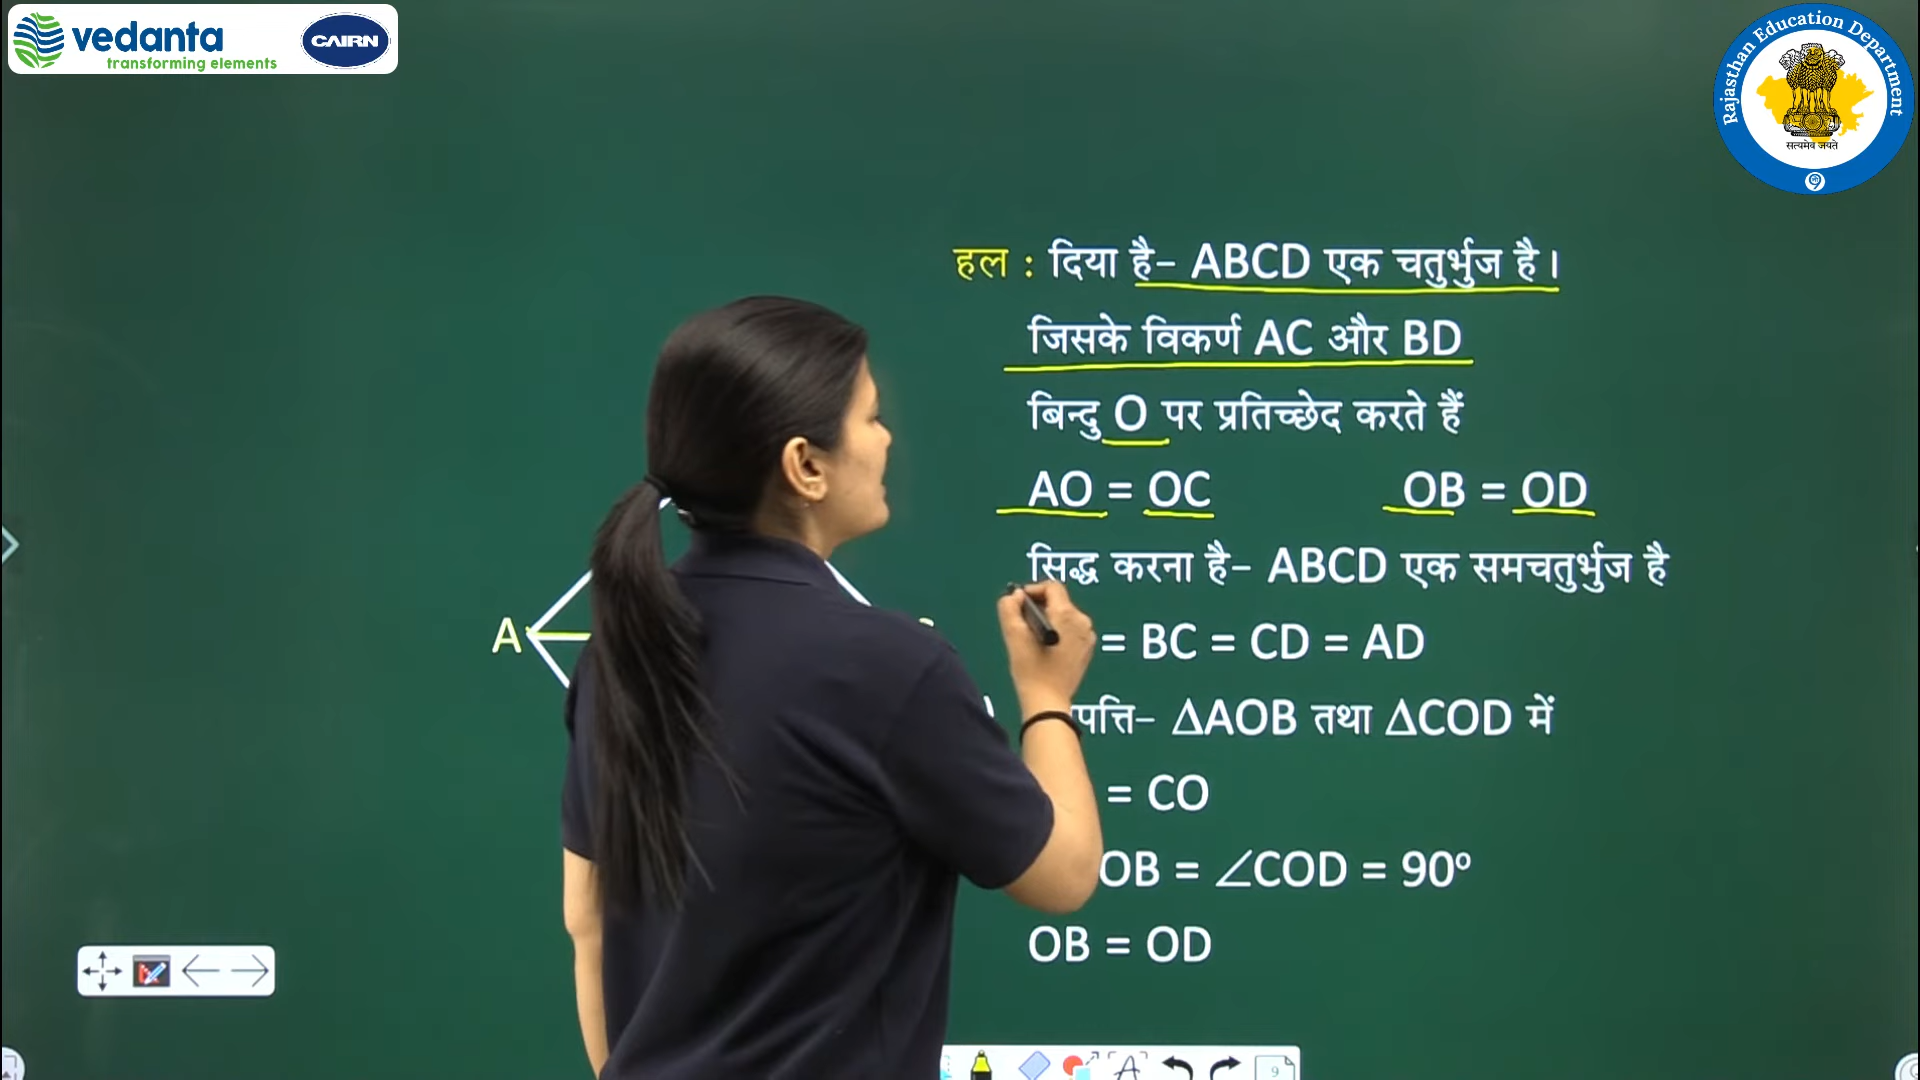 vedanta
transforming elements
CAIRN
Rajasthan Education Department
सत्यमेव जयते
हल : दिया है– ABCD एक चतुर्भुज है।
जिसके विकर्ण AC और BD
बिन्दु O पर प्रतिच्छेद करते हैं
AO = OC OB = OD
सिद्ध करना है– ABCD एक समचतुर्भुज है
A
= BC = CD = AD
– ΔAOB तथा ΔCOD में
= CO
OB = ∠COD = 90º
OB = OD
9